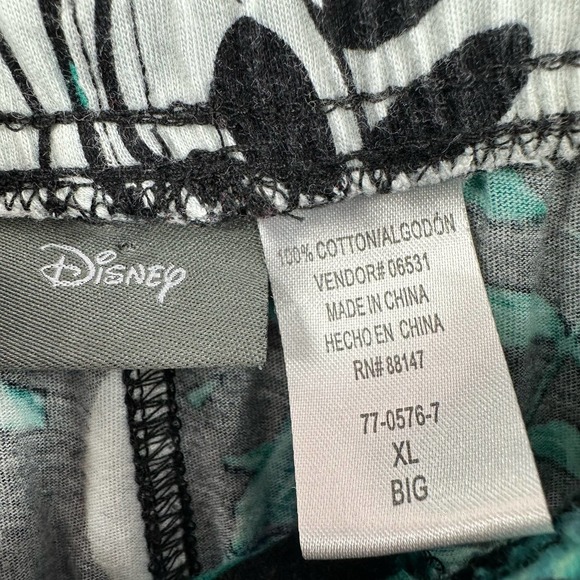 Disney
100% COTTON/ALGODÓN
VENDOR# 06531
MADE IN CHINA
HECHO EN CHINA
RN# 88147
77-0576-7
XL
BIG